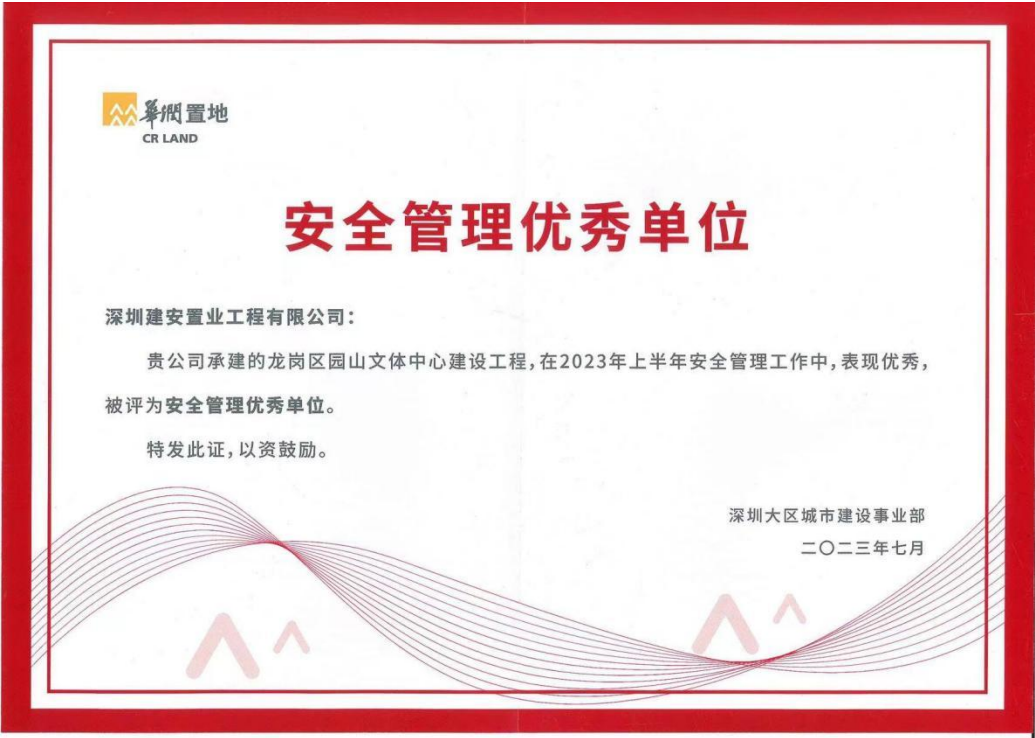 華润置地
CR LAND
安全管理优秀单位
深圳建安置业工程有限公司：
贵公司承建的龙岗区园山文体中心建设工程，在2023年上半年安全管理工作中，表现优秀，
被评为安全管理优秀单位。
特发此证，以资鼓励。
深圳大区城市建设事业部
二〇二三年七月